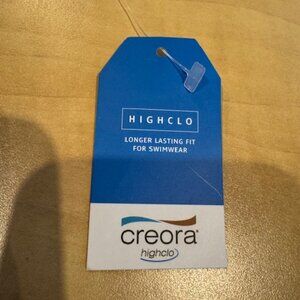 HIGHCLO
LONGER LASTING FIT
FOR SWIMWEAR
creora®
highclo